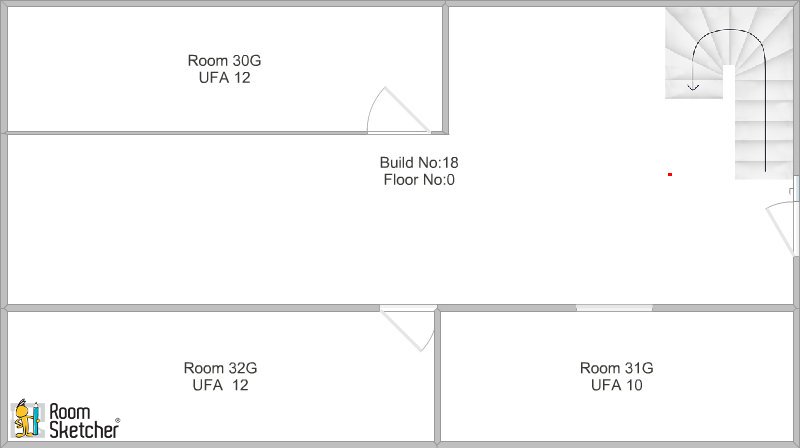 Room 30G
UFA 12
Build No:18
Floor No:0
Room 32G
UFA 12
Room 31G
UFA 10
Room
Sketcher®